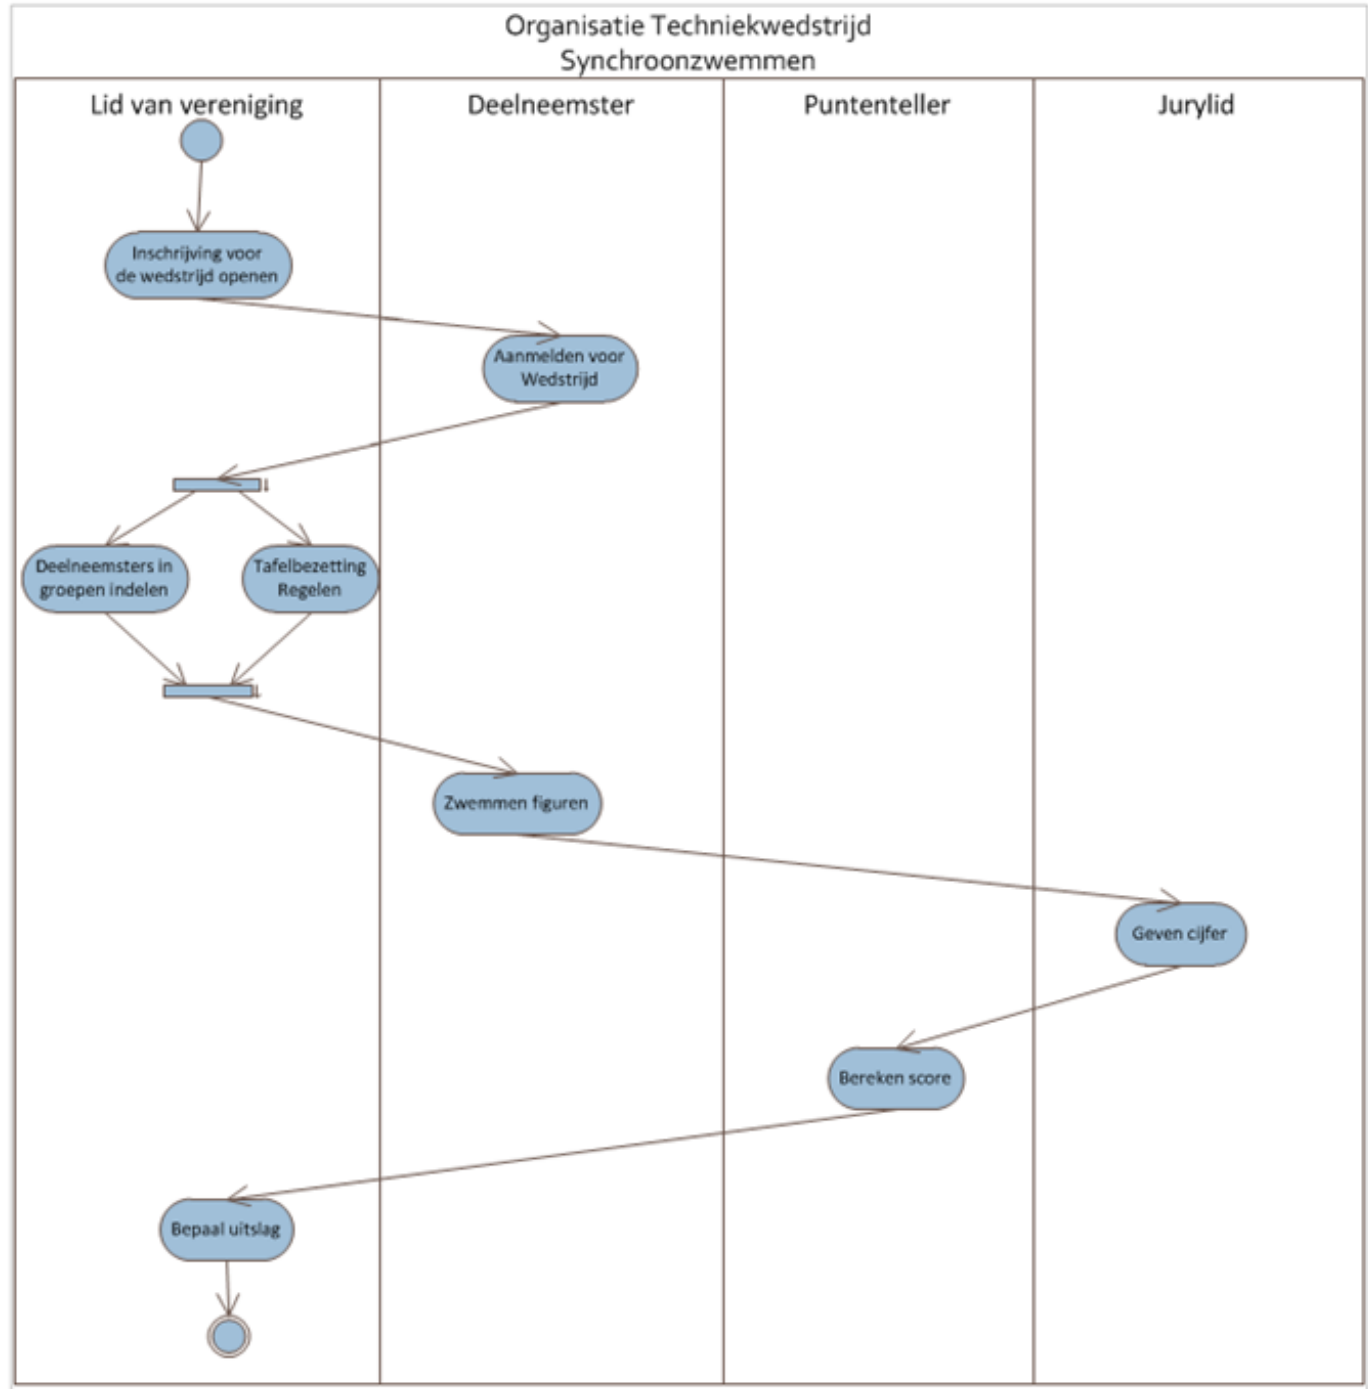 Organisatie Techniekwedstrijd
Synchroonzwemmen
Lid van vereniging
Deelneemster
Puntenteller
Jurylid
Inschrijving voor
de wedstrijd openen
Aanmelden voor
Wedstrijd
Deelneemsters in
groepen indelen
Tafelbezetting
Regelen
Zwemmen figuren
Geven cijfer
Bereken score
Bepaal uitslag